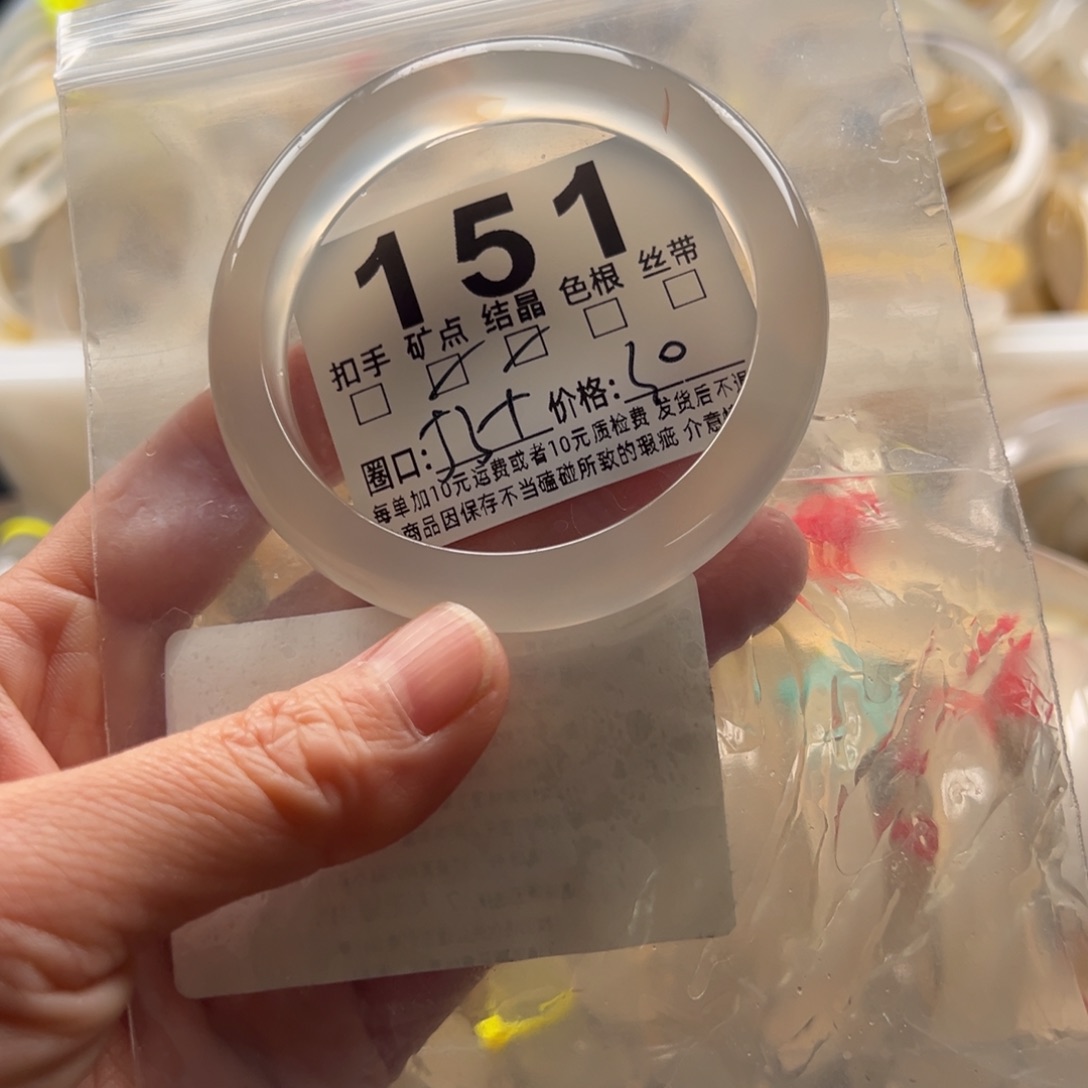 151
扣手 矿点 结晶 色根 丝带
圈口: 价格: 50
每单加10元运费或者10元质检费 发货后不退
商品因保存不当磕碰所致的瑕疵 介意